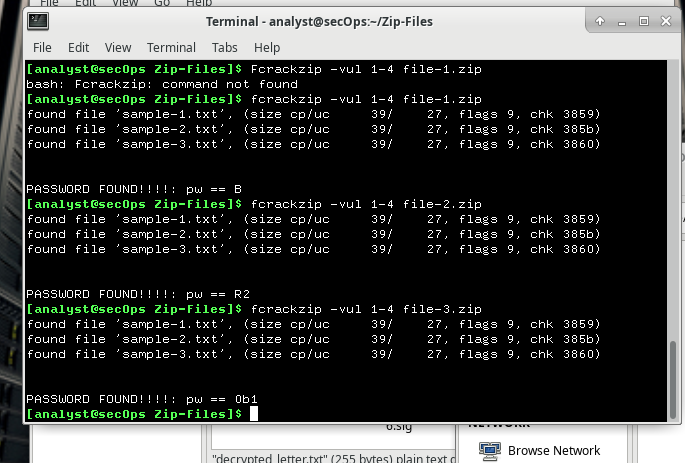 File Edit View Go Help
Terminal - analyst@secOps:~/Zip-Files
File Edit View Terminal Tabs Help
[analyst@secOps Zip-Files]$ Fcrackzip -vul 1-4 file-1.zip
bash: Fcrackzip: command not found
[analyst@secOps Zip-Files]$ fcrackzip -vul 1-4 file-1.zip
found file 'sample-1.txt', (size cp/uc     39/    27, flags 9, chk 3859)
found file 'sample-2.txt', (size cp/uc     39/    27, flags 9, chk 385b)
found file 'sample-3.txt', (size cp/uc     39/    27, flags 9, chk 3860)
PASSWORD FOUND!!!!: pw == B
[analyst@secOps Zip-Files]$ fcrackzip -vul 1-4 file-2.zip
found file 'sample-1.txt', (size cp/uc     39/    27, flags 9, chk 3859)
found file 'sample-2.txt', (size cp/uc     39/    27, flags 9, chk 385b)
found file 'sample-3.txt', (size cp/uc     39/    27, flags 9, chk 3860)
PASSWORD FOUND!!!!: pw == R2
[analyst@secOps Zip-Files]$ fcrackzip -vul 1-4 file-3.zip
found file 'sample-1.txt', (size cp/uc     39/    27, flags 9, chk 3859)
found file 'sample-2.txt', (size cp/uc     39/    27, flags 9, chk 385b)
found file 'sample-3.txt', (size cp/uc     39/    27, flags 9, chk 3860)
PASSWORD FOUND!!!!: pw == 0b1
[analyst@secOps Zip-Files]$
NETWORK
Browse Network
"decrypted_letter.txt" (255 bytes) plain text